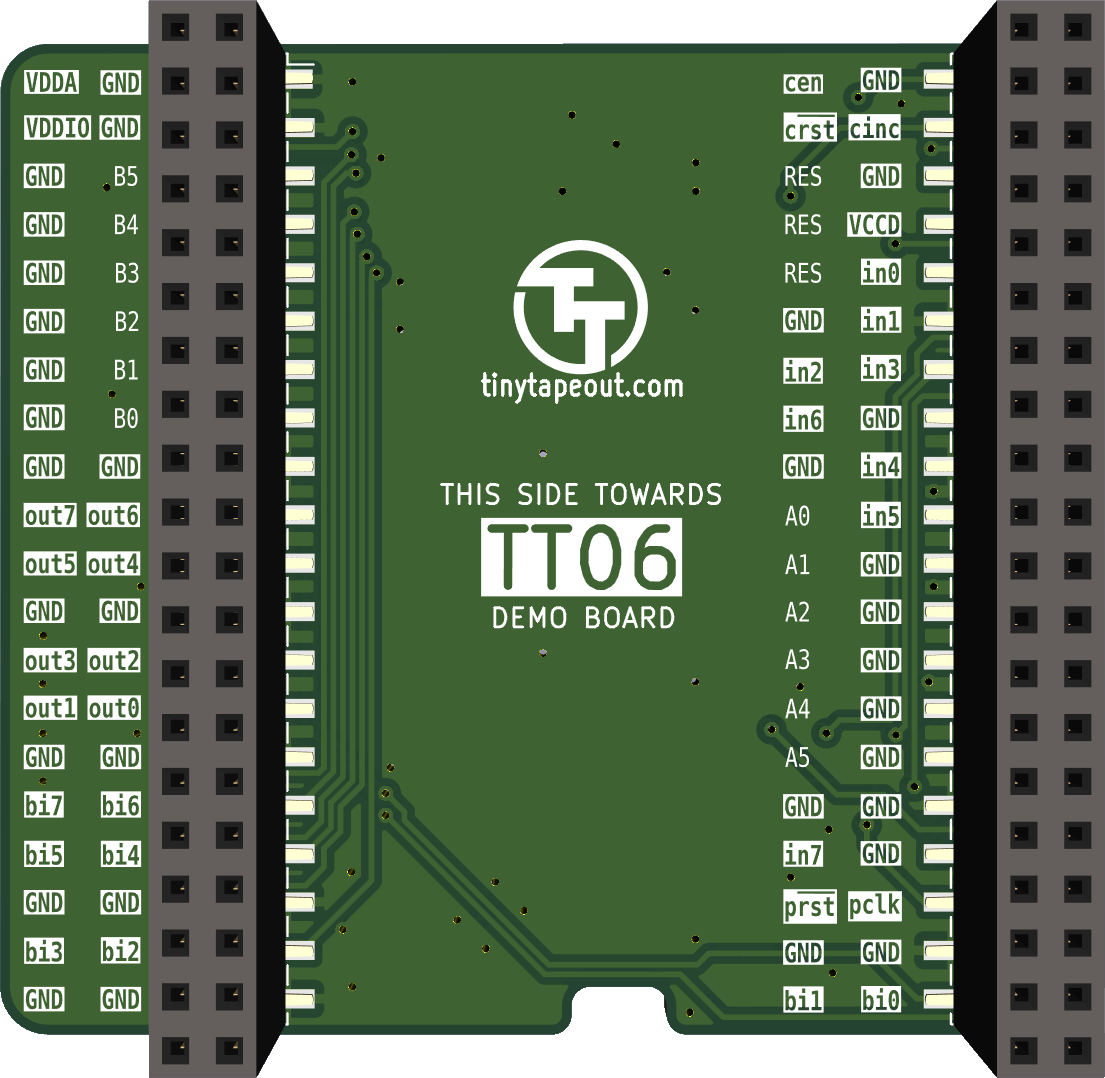 VDDA GND
VDDIO GND
GND B5
GND B4
GND B3
GND B2
GND B1
GND B0
GND GND
out7 out6
out5 out4
GND GND
out3 out2
out1 out0
GND GND
bi7 bi6
bi5 bi4
GND GND
bi3 bi2
GND GND
TT
tinytapeout.com
THIS SIDE TOWARDS
TT06
DEMO BOARD
cen GND
crst cinc
RES GND
RES VCCD
RES in0
GND in1
in2 in3
in6 GND
GND in4
A0 in5
A1 GND
A2 GND
A3 GND
A4 GND
A5 GND
GND GND
in7 GND
prst pclk
GND GND
bi1 bi0